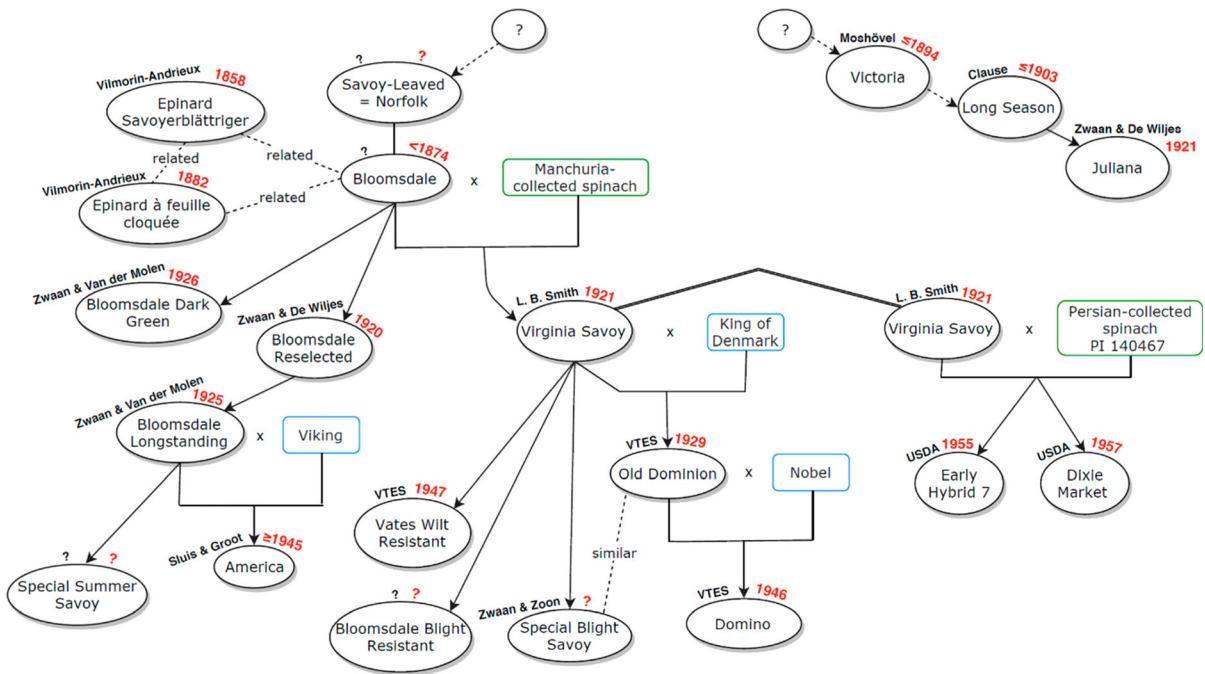 ?
?
?
?
Savoy-Leaved
= Norfolk
Vilmorin-Andrieux 1858
Epinard
Savoyerblättriger
related
related
related
Vilmorin-Andrieux 1882
Epinard à feuille
cloquée
? <1874
Bloomsdale
x
Manchuria-
collected spinach
?
Moshövel ≤1894
Victoria
Clause ≤1903
Long Season
Zwaan & De Wiljes
1921
Juliana
Zwaan & Van der Molen 1926
Bloomsdale Dark
Green
Zwaan & De Wiljes 1920
Bloomsdale
Reselected
L. B. Smith 1921
Virginia Savoy
x
King of
Denmark
L. B. Smith 1921
Virginia Savoy
x
Persian-collected
spinach
PI 140467
Zwaan & Van der Molen 1925
Bloomsdale
Longstanding
x
Viking
VTES 1929
Old Dominion
x
Nobel
USDA 1955
Early
Hybrid 7
USDA 1957
Dixie
Market
VTES 1947
Vates Wilt
Resistant
similar
? ?
Special Summer
Savoy
Sluis & Groot ≥1945
America
? ?
Bloomsdale Blight
Resistant
Zwaan & Zoon ?
Special Blight
Savoy
VTES 1946
Domino